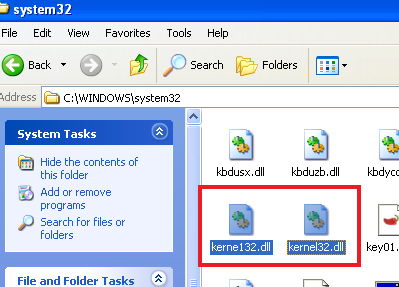 system32
File Edit View Favorites Tools Help
Back Search Folders
Address C:\WINDOWS\system32
System Tasks
Hide the contents of
this folder
Add or remove
programs
Search for files or
folders
File and Folder Tasks
kbdusx.dll kbduzb.dll
kerne132.dll kernel32.dll